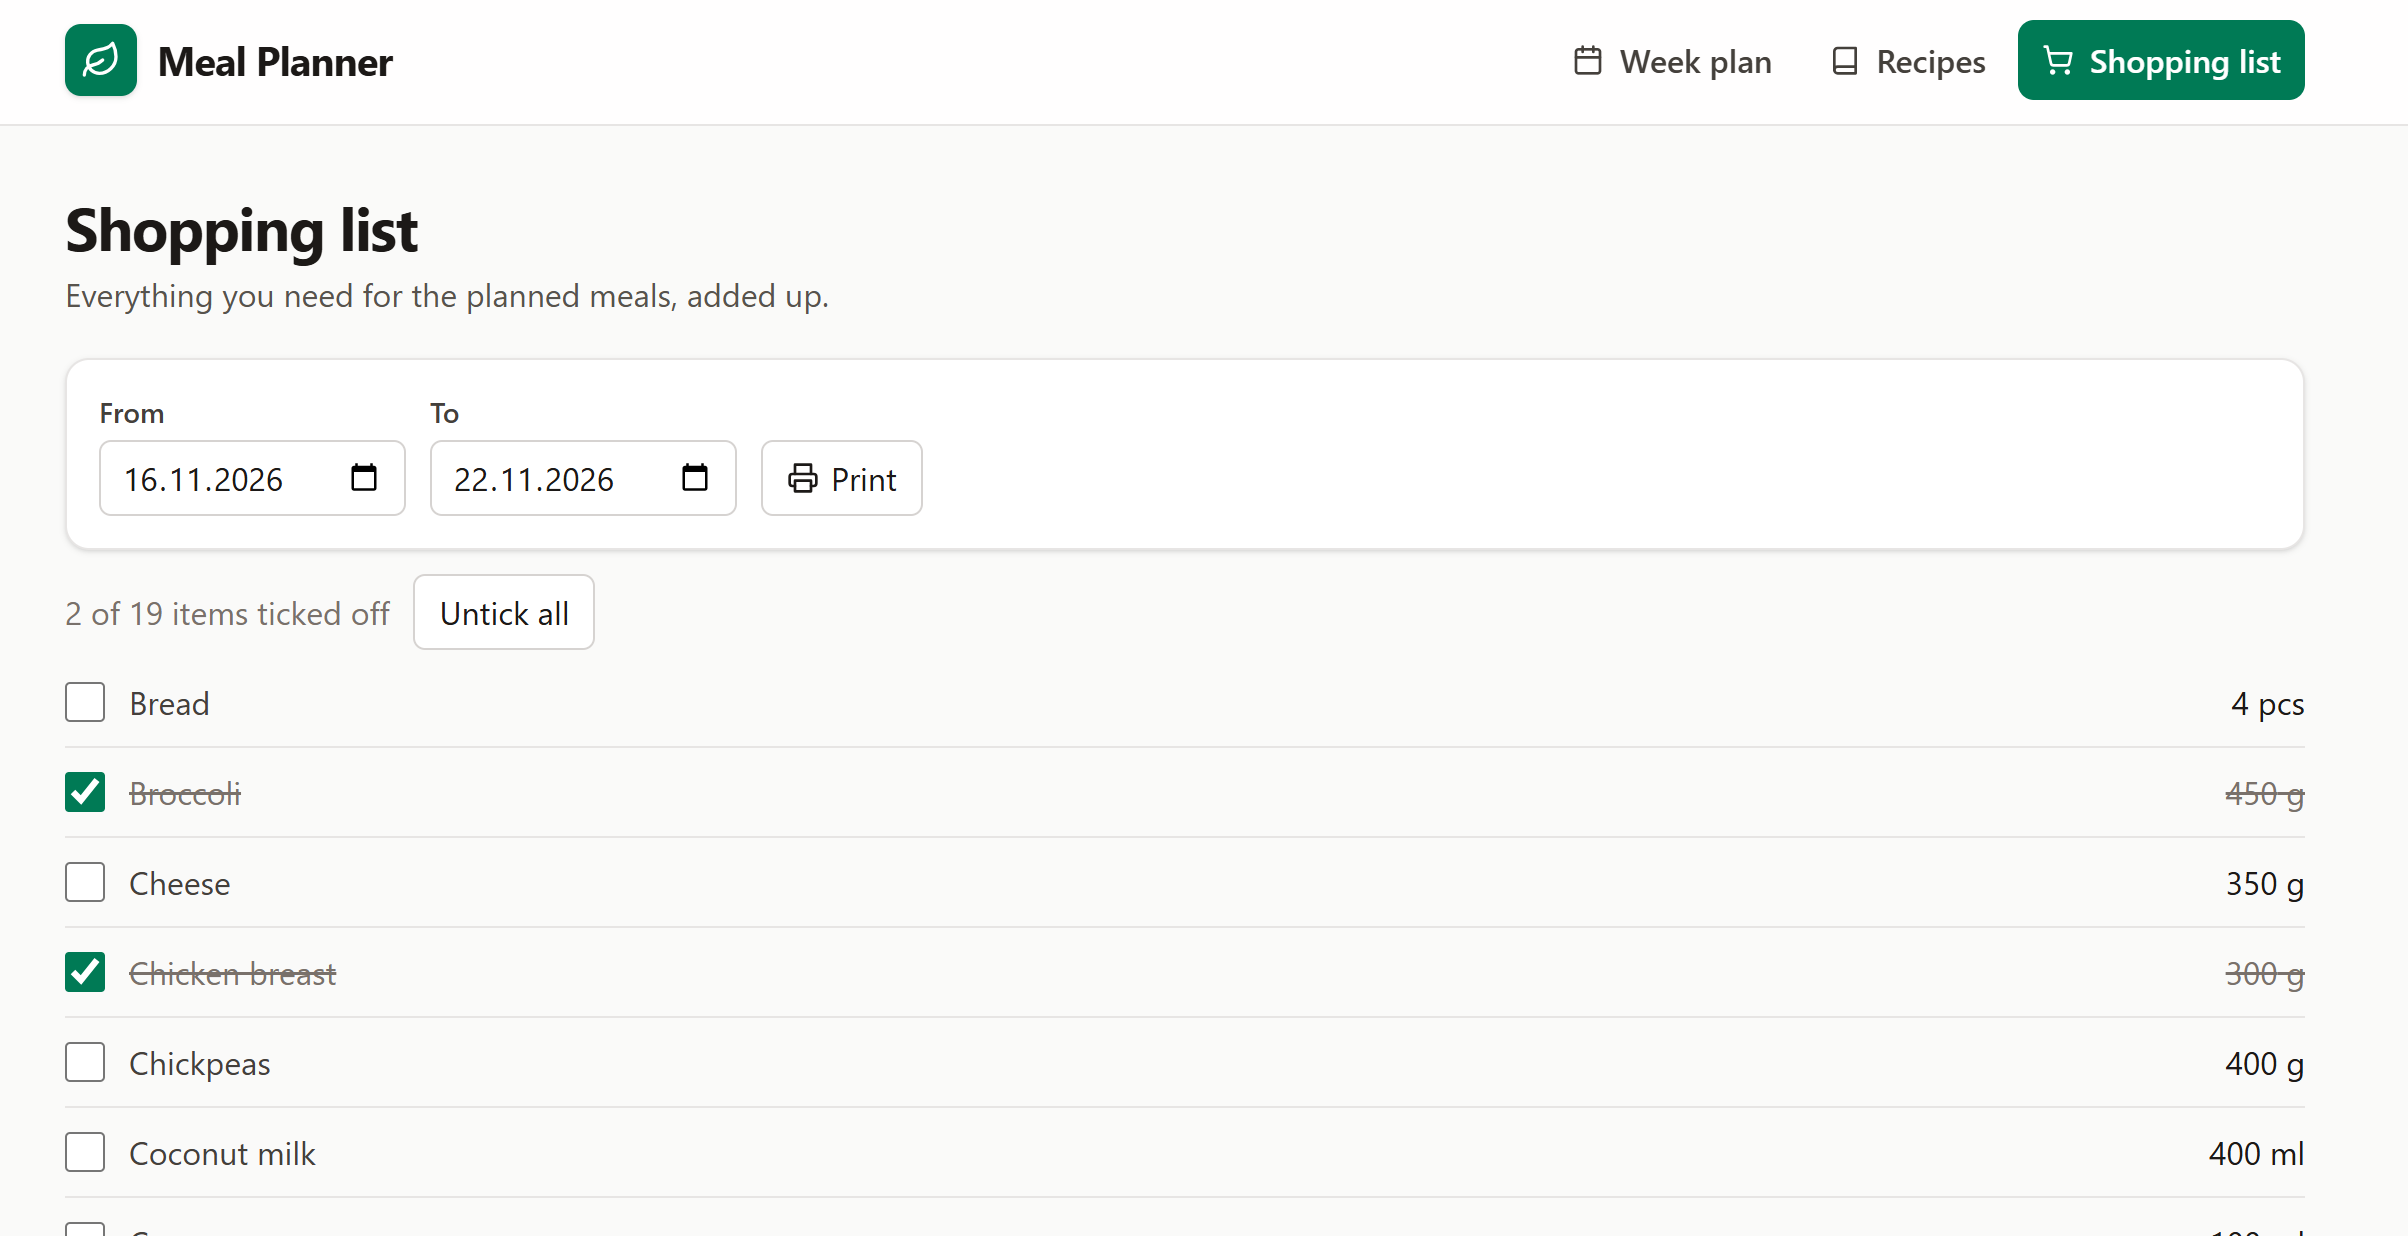 Meal Planner
Week plan
Recipes
Shopping list
Shopping list
Everything you need for the planned meals, added up.
From
To
16.11.2026
22.11.2026
Print
2 of 19 items ticked off
Untick all
Bread
4 pcs
Broccoli
450 g
Cheese
350 g
Chicken breast
300 g
Chickpeas
400 g
Coconut milk
400 ml